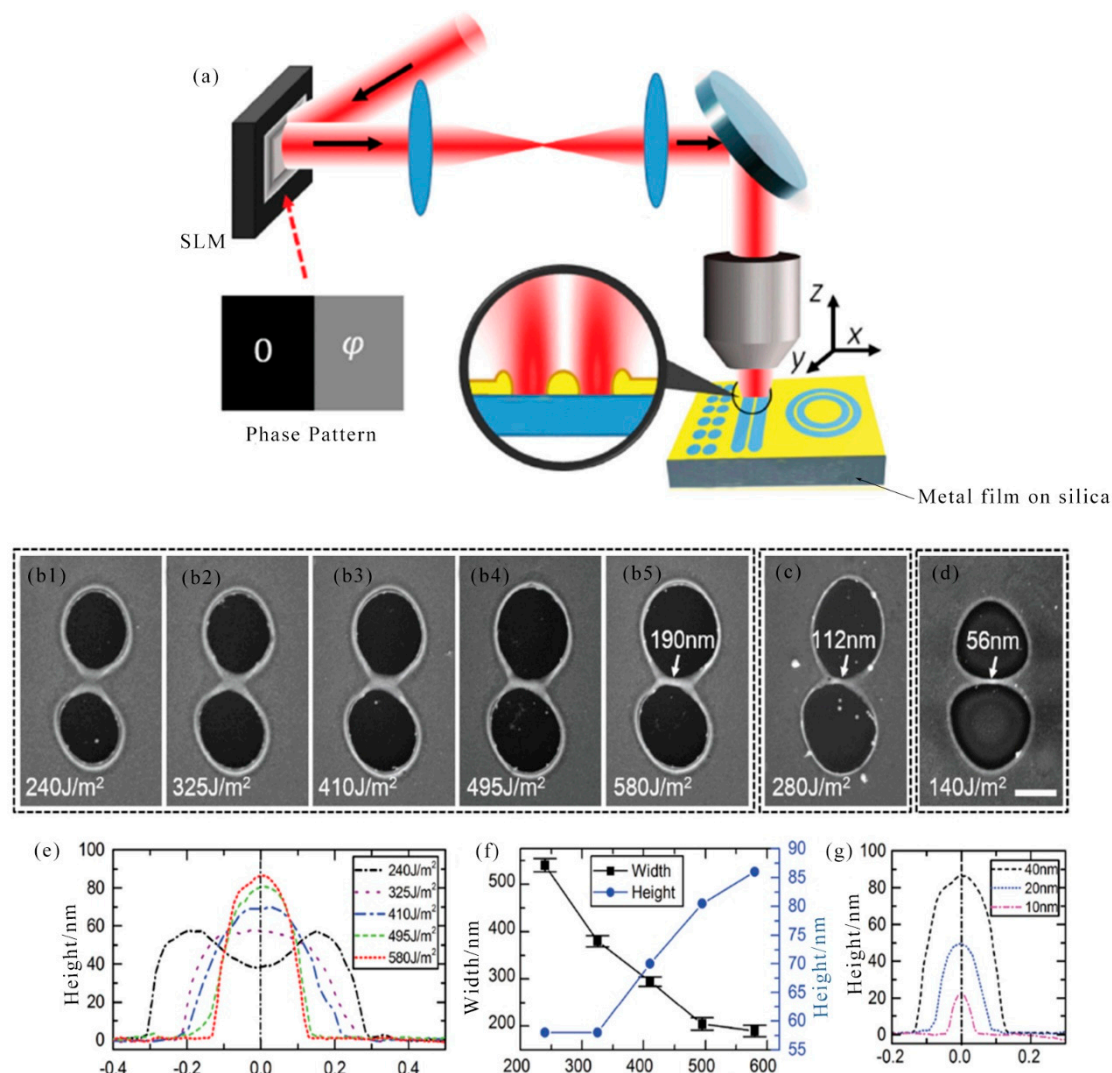 (a)
SLM
0 φ
Phase Pattern
z
x
y
Metal film on silica
(b1) (b2) (b3) (b4) (b5) (c) (d)
190nm 112nm 56nm
240J/m² 325J/m² 410J/m² 495J/m² 580J/m² 280J/m² 140J/m²
(e)
Height/nm
100
80
60
40
20
0
-0.4 -0.2 0.0 0.2 0.4
240J/m²
325J/m²
410J/m²
495J/m²
580J/m²
(f)
Width/nm
500
400
300
200
200 300 400 500 600
Width
Height
90
85
80
75
70
65
60
55
Height/nm
(g)
Height/nm
100
80
60
40
20
0
-0.2 0.0 0.2
40nm
20nm
10nm